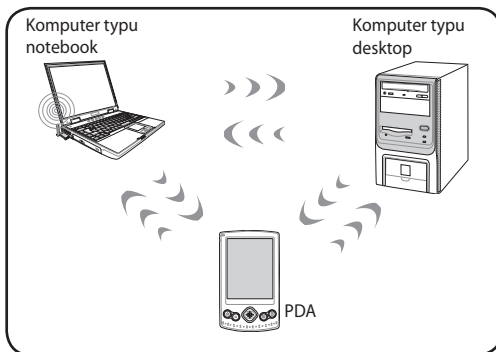 Komputer typu
notebook
Komputer typu
desktop
PDA